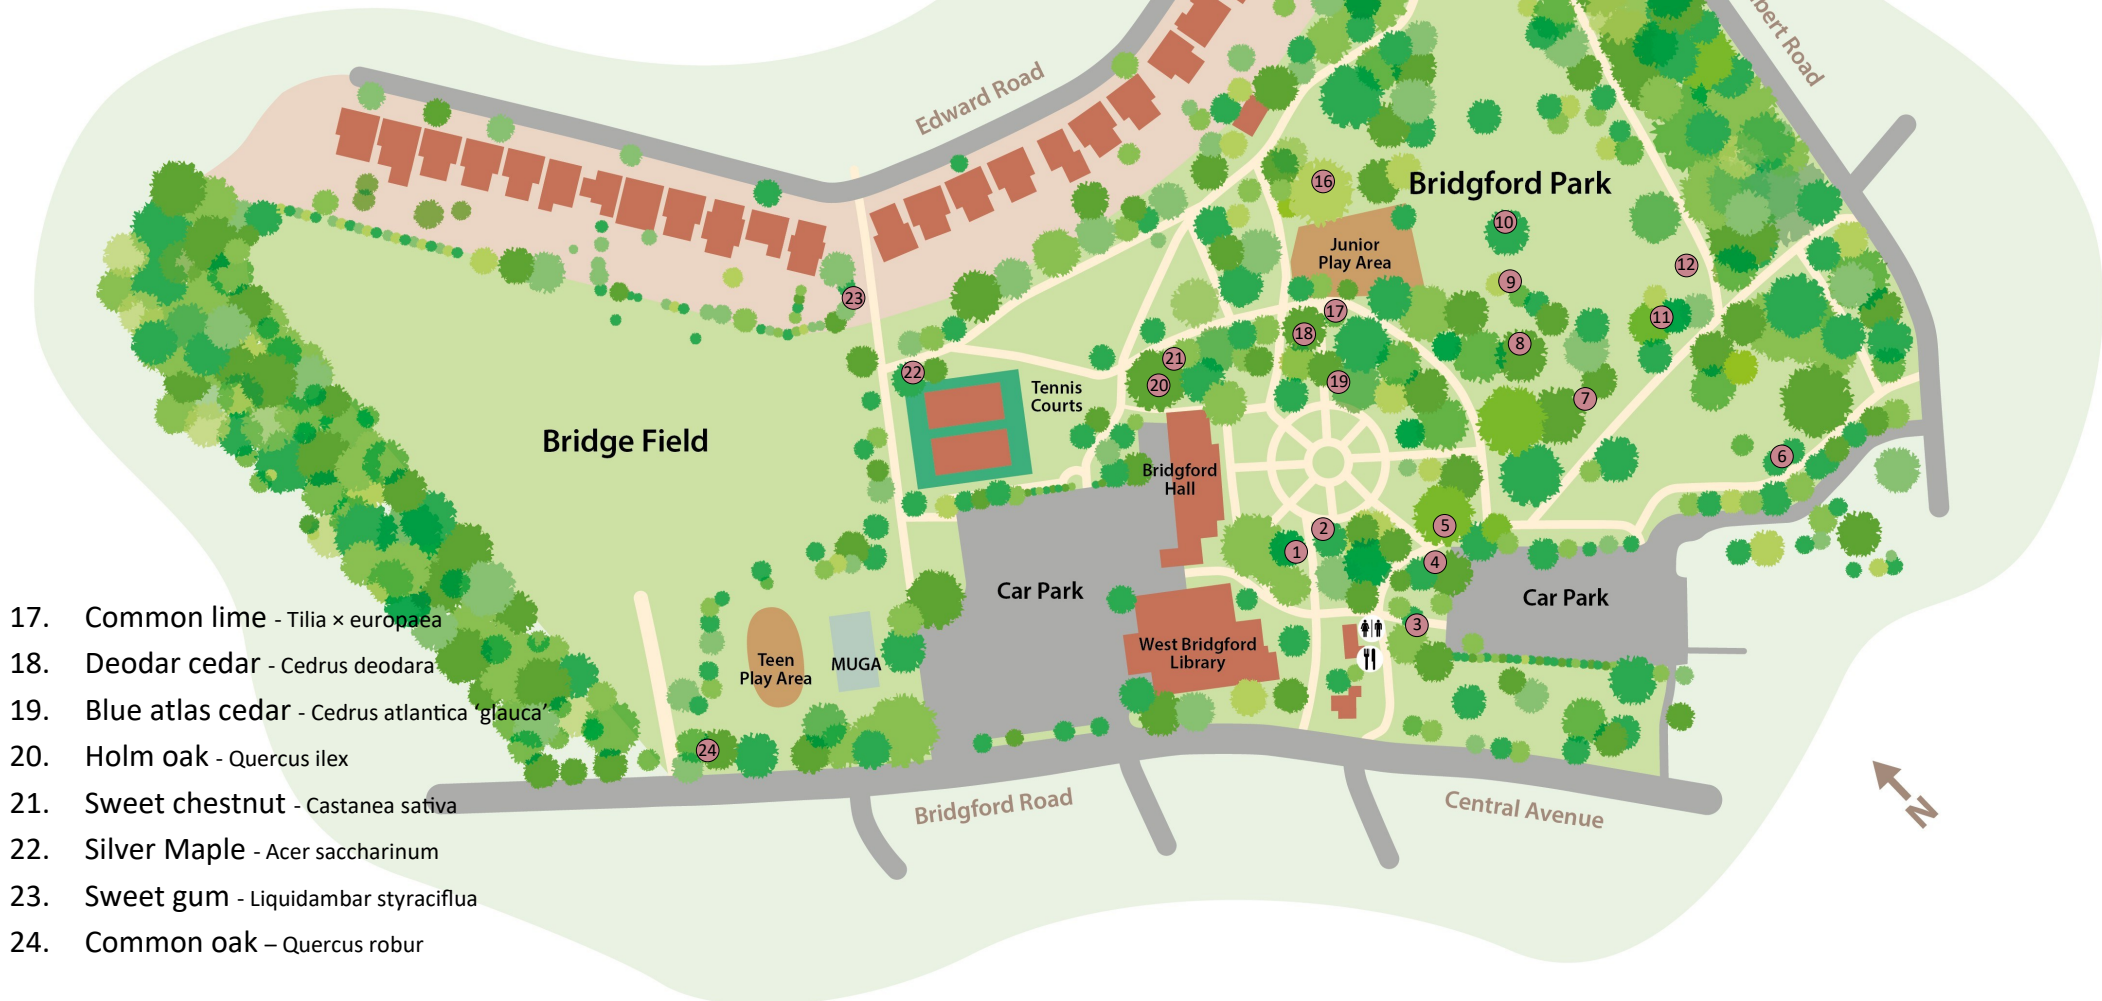 bert Road
Edward Road
Bridgford Park
16
10
Junior
Play Area
12
9
23
17
11
18
8
21
22
19
20
Tennis
Courts
7
Bridge Field
6
Bridgford
Hall
5
2
1
4
Car Park
Car Park
3
West Bridgford
Library
Teen
Play Area
MUGA
24
Bridgford Road
Central Avenue
N
17. Common lime - Tilia × europaea
18. Deodar cedar - Cedrus deodara
19. Blue atlas cedar - Cedrus atlantica ‘glauca’
20. Holm oak - Quercus ilex
21. Sweet chestnut - Castanea sativa
22. Silver Maple - Acer saccharinum
23. Sweet gum - Liquidambar styraciflua
24. Common oak – Quercus robur